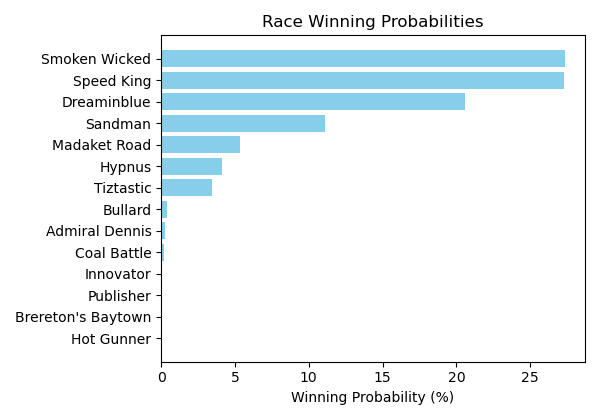 Race Winning Probabilities
Smoken Wicked
Speed King
Dreaminblue
Sandman
Madaket Road
Hypnus
Tiztastic
Bullard
Admiral Dennis
Coal Battle
Innovator
Publisher
Brereton's Baytown
Hot Gunner
0 5 10 15 20 25
Winning Probability (%)